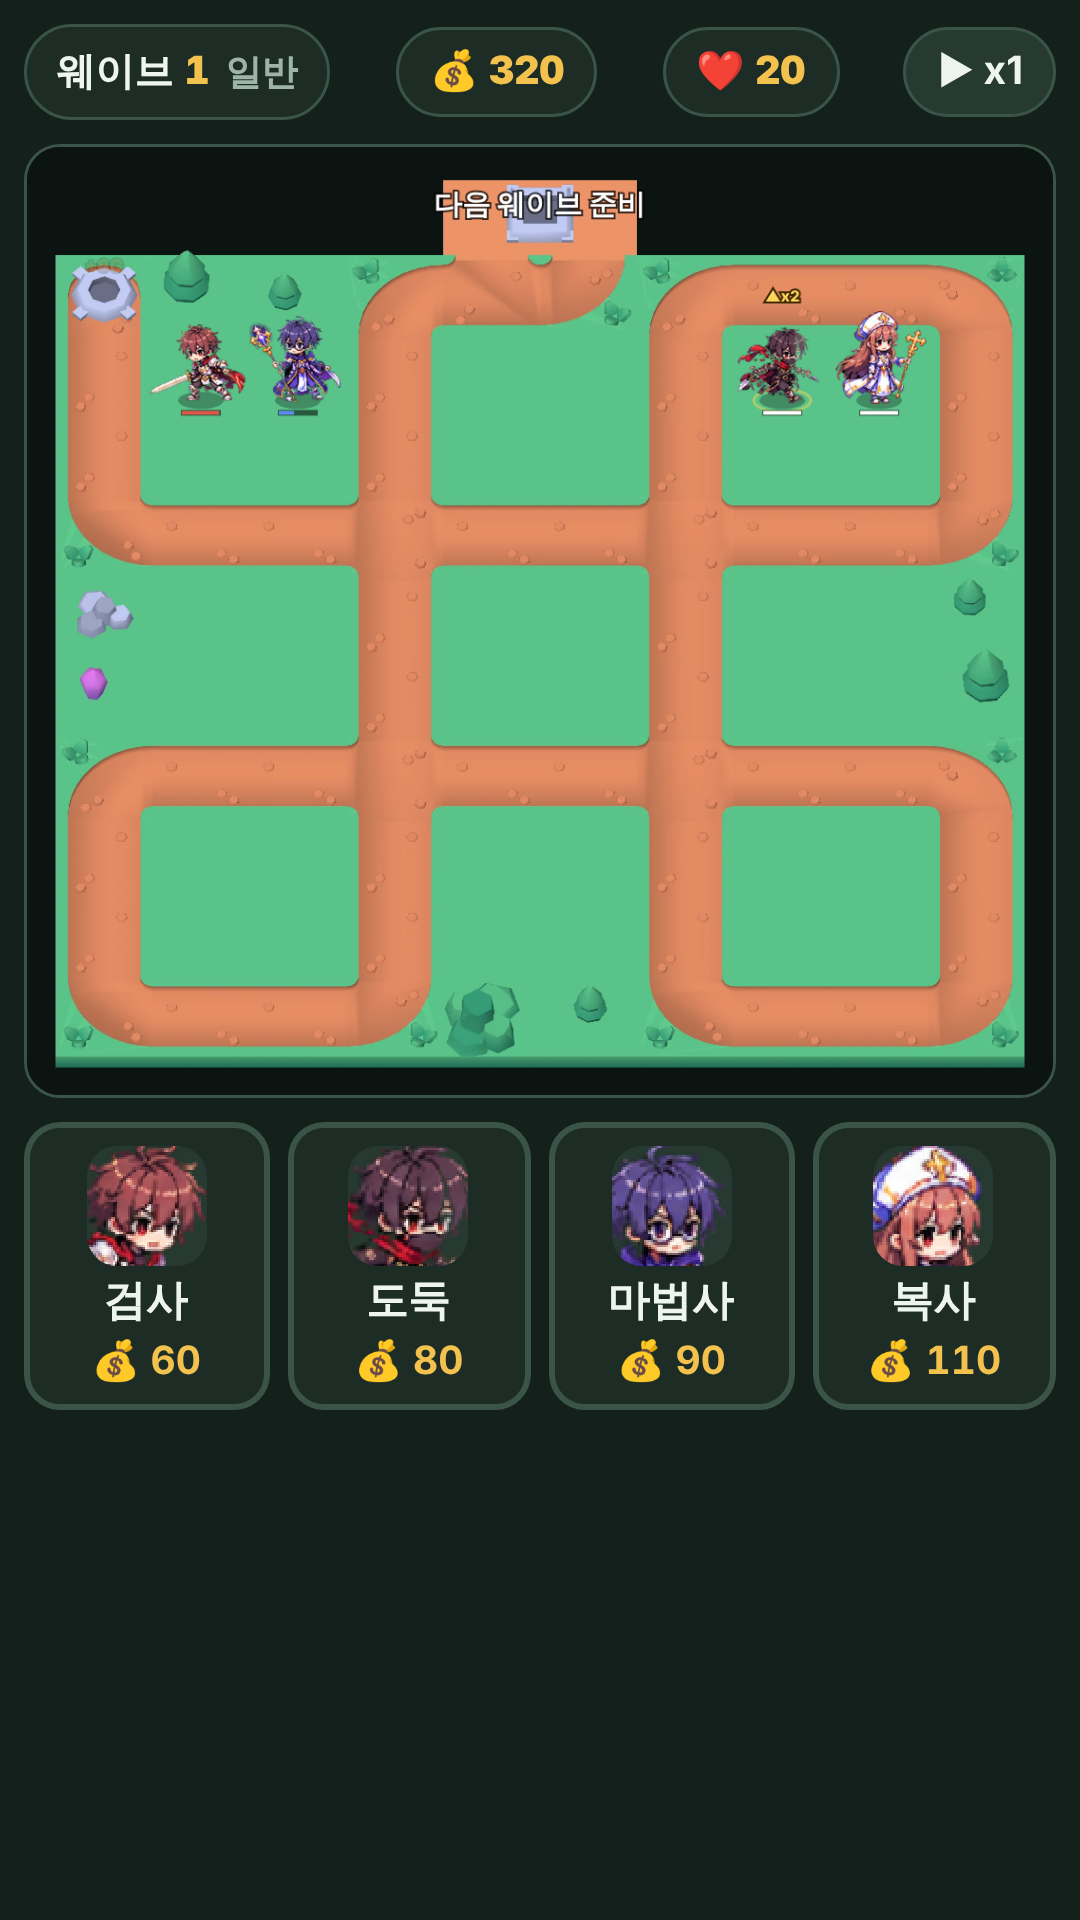 웨이브 1 일반
💰 320
❤️ 20
▶ x1
다음 웨이브 준비
▲x2
검사
💰 60
도둑
💰 80
마법사
💰 90
복사
💰 110